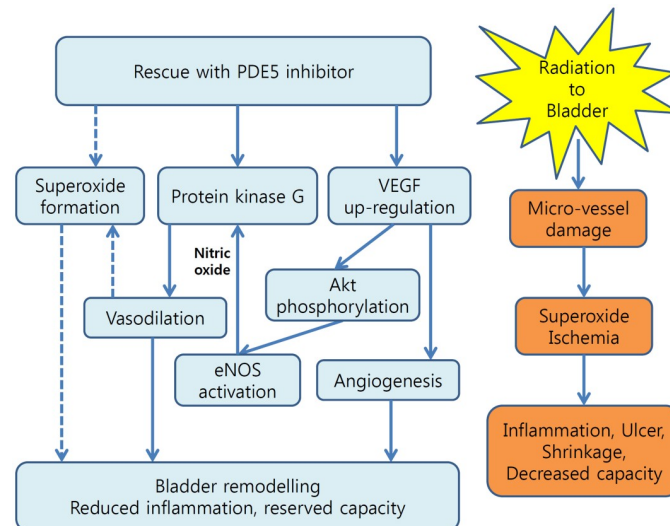 Rescue with PDE5 inhibitor
Radiation
to
Bladder
Superoxide
formation
Protein kinase G
VEGF
up-regulation
Micro-vessel
damage
Nitric
oxide
Akt
phosphorylation
Vasodilation
Superoxide
Ischemia
eNOS
activation
Angiogenesis
Inflammation, Ulcer,
Shrinkage,
Decreased capacity
Bladder remodelling
Reduced inflammation, reserved capacity